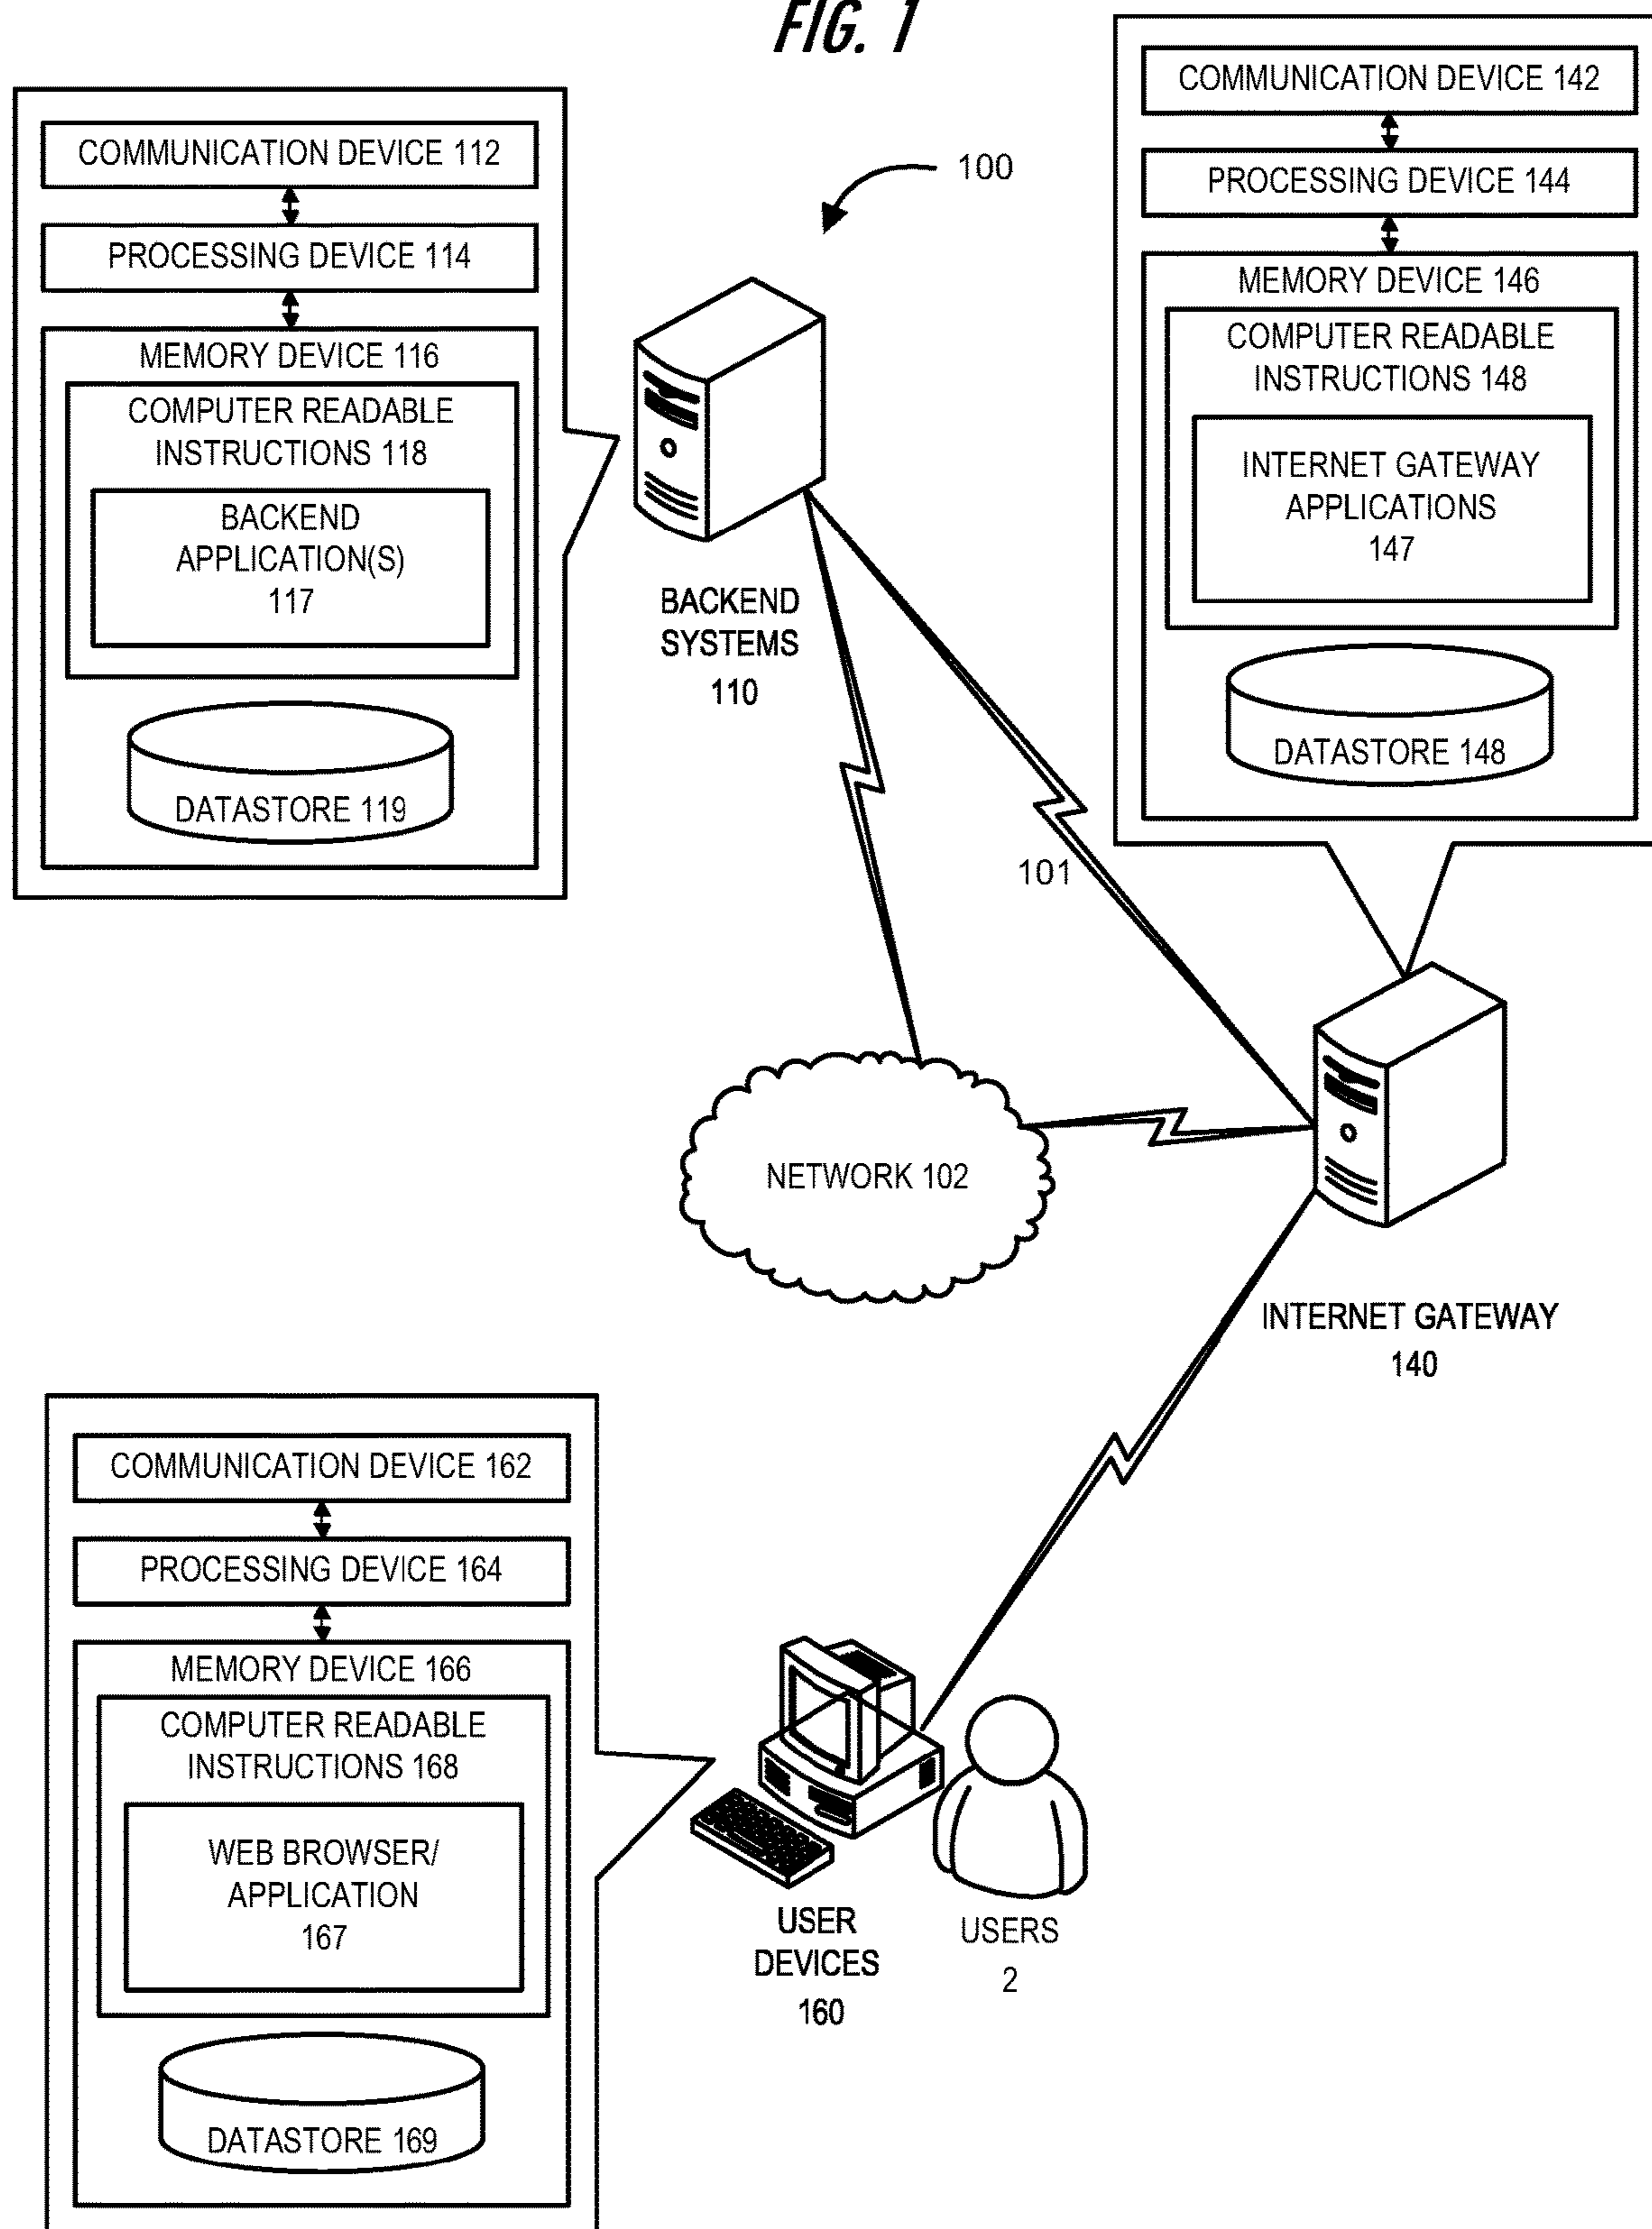 FIG. 1
COMMUNICATION DEVICE 112
PROCESSING DEVICE 114
MEMORY DEVICE 116
COMPUTER READABLE
INSTRUCTIONS 118
BACKEND
APPLICATION(S)
117
DATASTORE 119
100
BACKEND
SYSTEMS
110
COMMUNICATION DEVICE 142
PROCESSING DEVICE 144
MEMORY DEVICE 146
COMPUTER READABLE
INSTRUCTIONS 148
INTERNET GATEWAY
APPLICATIONS
147
DATASTORE 148
101
NETWORK 102
INTERNET GATEWAY
140
COMMUNICATION DEVICE 162
PROCESSING DEVICE 164
MEMORY DEVICE 166
COMPUTER READABLE
INSTRUCTIONS 168
WEB BROWSER/
APPLICATION
167
DATASTORE 169
USER
DEVICES
160
USERS
2